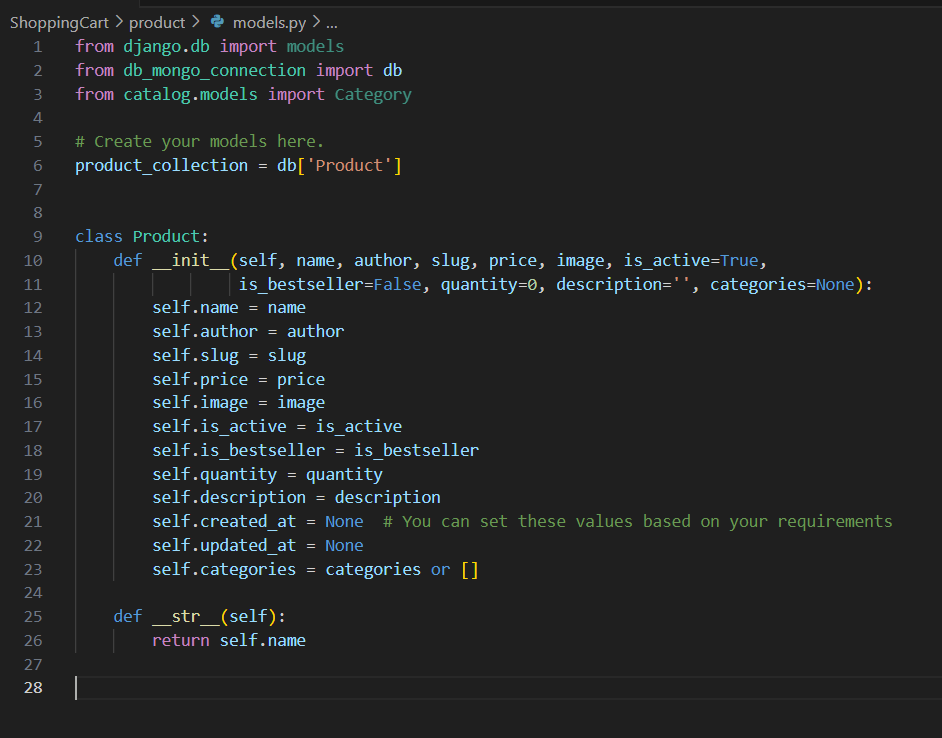 ShoppingCart > product > models.py > ...
1 from django.db import models
2 from db_mongo_connection import db
3 from catalog.models import Category
4
5 # Create your models here.
6 product_collection = db['Product']
7
8
9 class Product:
10     def __init__(self, name, author, slug, price, image, is_active=True,
11                  is_bestseller=False, quantity=0, description='', categories=None):
12         self.name = name
13         self.author = author
14         self.slug = slug
15         self.price = price
16         self.image = image
17         self.is_active = is_active
18         self.is_bestseller = is_bestseller
19         self.quantity = quantity
20         self.description = description
21         self.created_at = None  # You can set these values based on your requirements
22         self.updated_at = None
23         self.categories = categories or []
24
25     def __str__(self):
26         return self.name
27
28